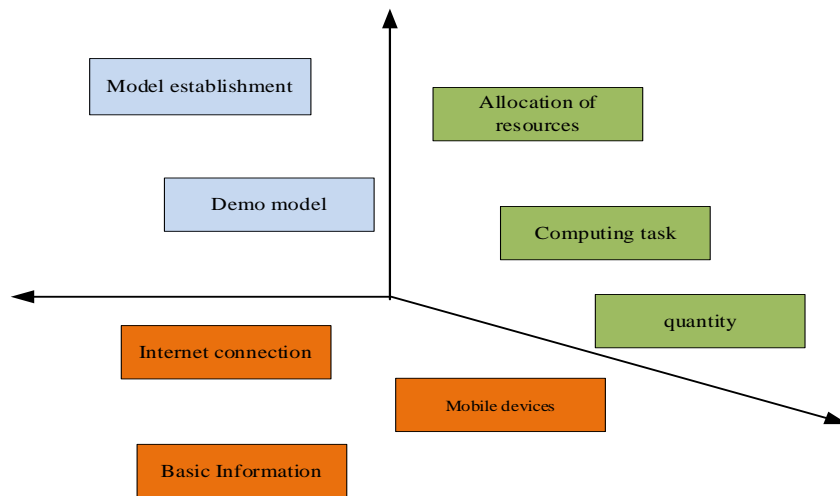 Model establishment
Allocation of
resources
Demo model
Computing task
quantity
Internet connection
Mobile devices
Basic Information